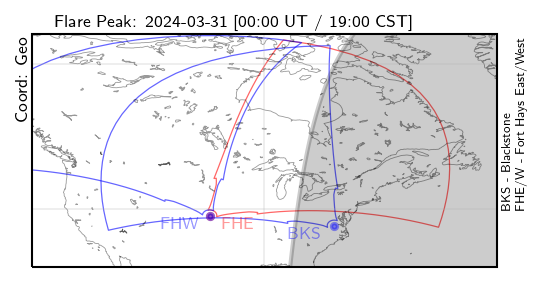 Flare Peak: 2024-03-31 [00:00 UT / 19:00 CST]
Coord: Geo
FHW
FHE
BKS
BKS - Blackstone
FHE/W - Fort Hays East/West